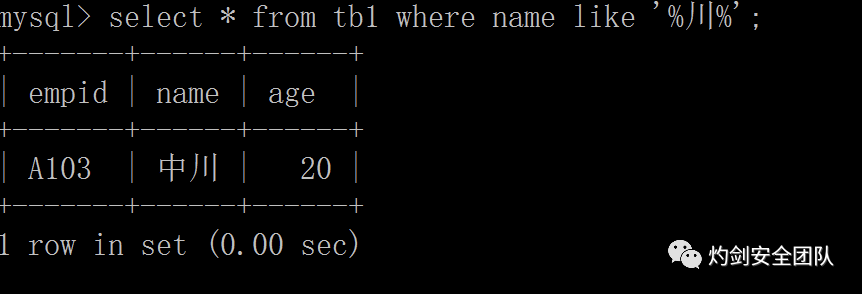 mysql> select * from tb1 where name like '%川%';
+-------+------+------+
| empid | name | age  |
+-------+------+------+
| A103  | 中川 |   20 |
+-------+------+------+
1 row in set (0.00 sec)
灼剑安全团队